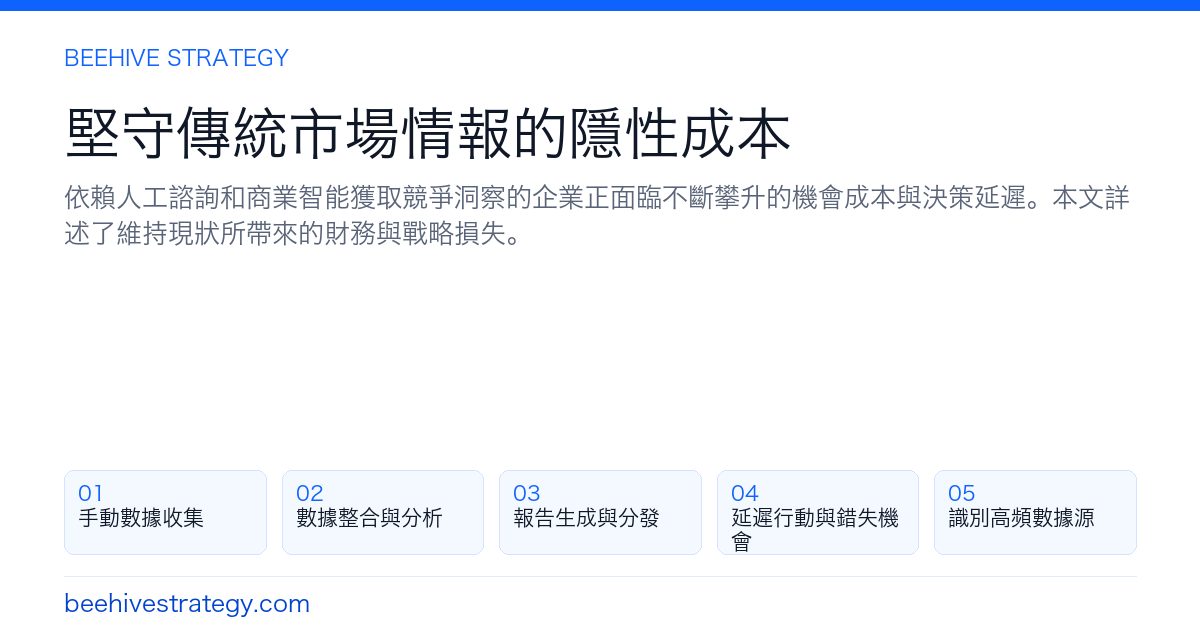 BEEHIVE STRATEGY
堅守傳統市場情報的隱性成本
依賴人工諮詢和商業智能獲取競爭洞察的企業正面臨不斷攀升的機會成本與決策延遲。本文詳
述了維持現狀所帶來的財務與戰略損失。
01
手動數據收集
02
數據整合與分析
03
報告生成與分發
04
延遲行動與錯失機
會
05
識別高頻數據源
beehivestrategy.com